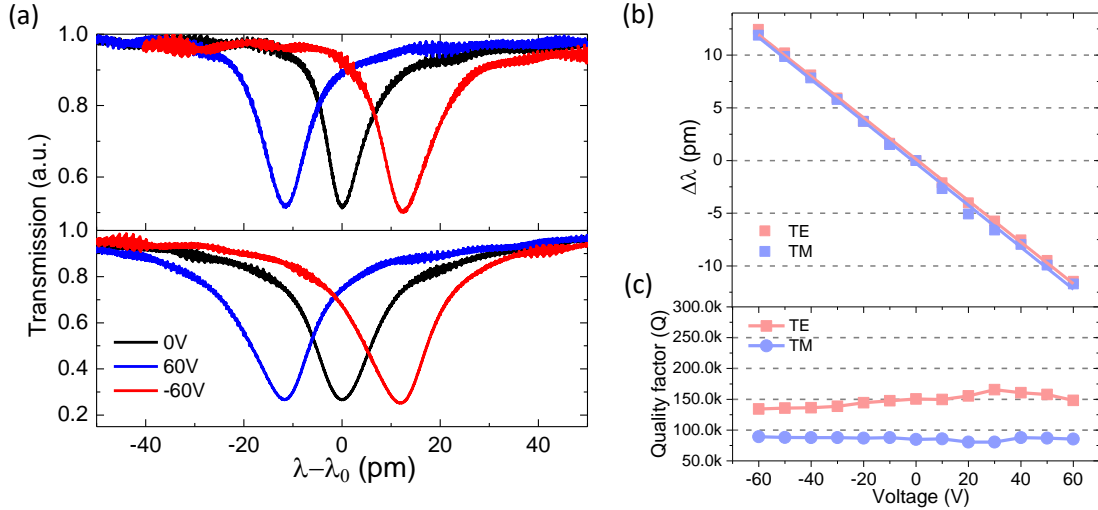 (a)
Transmission (a.u.)
1.0
0.8
0.6
1.0
0.8
0.6
0.4
0.2
0V
60V
-60V
-40 -20 0 20 40
λ−λ0 (pm)
(b)
Δλ (pm)
10
5
0
-5
-10
TE
TM
(c)
Quality factor (Q)
300.0k
250.0k
200.0k
150.0k
100.0k
50.0k
TE
TM
-60 -40 -20 0 20 40 60
Voltage (V)